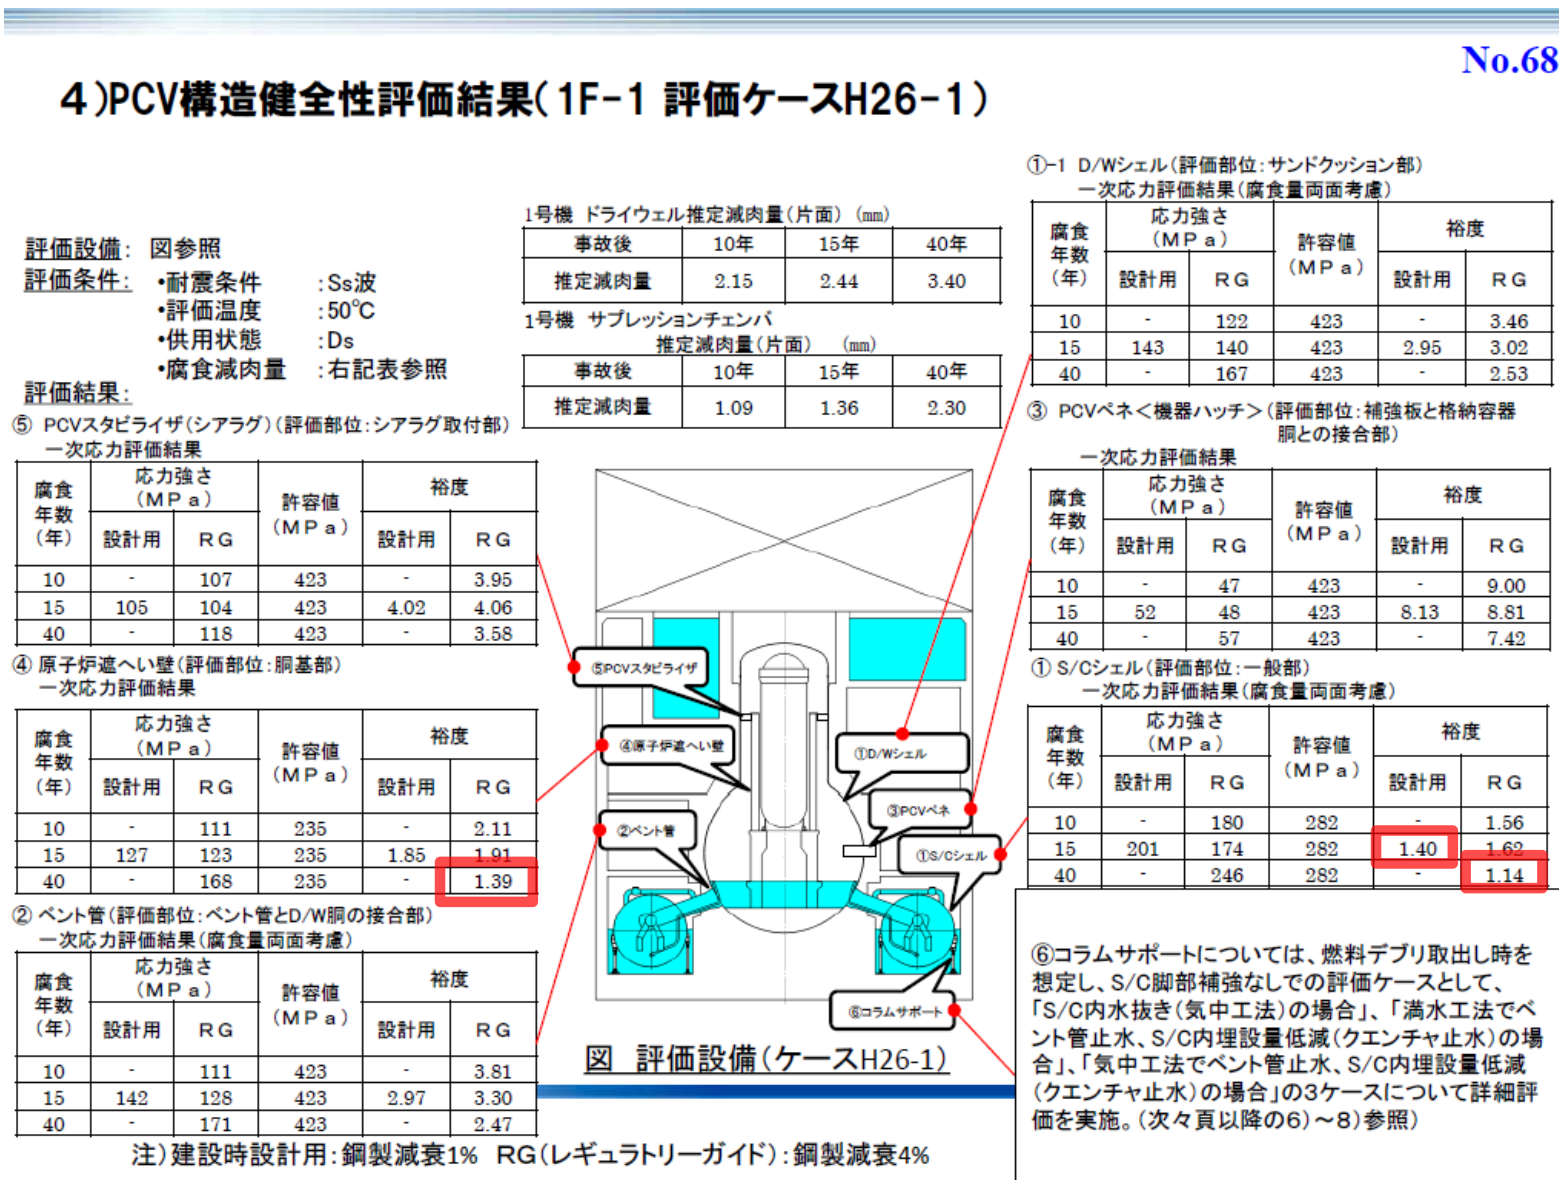 No.68
4)PCV構造健全性評価結果(1F-1 評価ケースH26-1)
評価設備: 図参照
評価条件: ・耐震条件 :Ss波
・評価温度 :50℃
・供用状態 :Ds
・腐食減肉量 :右記表参照
評価結果:
1号機 ドライウェル推定減肉量(片面) (mm)
事故後 10年 15年 40年
推定減肉量 2.15 2.44 3.40
1号機 サプレッションチェンバ
推定減肉量(片面) (mm)
事故後 10年 15年 40年
推定減肉量 1.09 1.36 2.30
⑤ PCVスタビライザ(シアラグ)(評価部位:シアラグ取付部)
一次応力評価結果
腐食年数(年) 応力強さ(MPa) 許容値(MPa) 裕度
設計用 RG 設計用 RG
10 - 107 423 - 3.95
15 105 104 423 4.02 4.06
40 - 118 423 - 3.58
④ 原子炉遮へい壁(評価部位:胴基部)
一次応力評価結果
腐食年数(年) 応力強さ(MPa) 許容値(MPa) 裕度
設計用 RG 設計用 RG
10 - 111 235 - 2.11
15 127 123 235 1.85 1.91
40 - 168 235 - 1.39
② ベント管(評価部位:ベント管とD/W胴の接合部)
一次応力評価結果(腐食量両面考慮)
腐食年数(年) 応力強さ(MPa) 許容値(MPa) 裕度
設計用 RG 設計用 RG
10 - 111 423 - 3.81
15 142 128 423 2.97 3.30
40 - 171 423 - 2.47
①-1 D/Wシェル(評価部位:サンドクッション部)
一次応力評価結果(腐食量両面考慮)
腐食年数(年) 応力強さ(MPa) 許容値(MPa) 裕度
設計用 RG 設計用 RG
10 - 122 423 - 3.46
15 143 140 423 2.95 3.02
40 - 167 423 - 2.53
③ PCVペネ<機器ハッチ>(評価部位:補強板と格納容器
胴との接合部)
一次応力評価結果
腐食年数(年) 応力強さ(MPa) 許容値(MPa) 裕度
設計用 RG 設計用 RG
10 - 47 423 - 9.00
15 52 48 423 8.13 8.81
40 - 57 423 - 7.42
① S/Cシェル(評価部位:一般部)
一次応力評価結果(腐食量両面考慮)
腐食年数(年) 応力強さ(MPa) 許容値(MPa) 裕度
設計用 RG 設計用 RG
10 - 180 282 - 1.56
15 201 174 282 1.40 1.62
40 - 246 282 - 1.14
⑤PCVスタビライザ
④原子炉遮へい壁
①D/Wシェル
③PCVペネ
②ベント管
①S/Cシェル
⑥コラムサポート
図 評価設備(ケースH26-1)
⑥コラムサポートについては、燃料デブリ取出し時を
想定し、S/C脚部補強なしでの評価ケースとして、
「S/C内水抜き(気中工法)の場合」、「満水工法でベ
ント管止水、S/C内埋設量低減(クエンチャ止水)の場
合」、「気中工法でベント管止水、S/C内埋設量低減
(クエンチャ止水)の場合」の3ケースについて詳細評
価を実施。(次々頁以降の6)~8)参照)
注)建設時設計用:鋼製減衰1% RG(レギュラトリーガイド):鋼製減衰4%